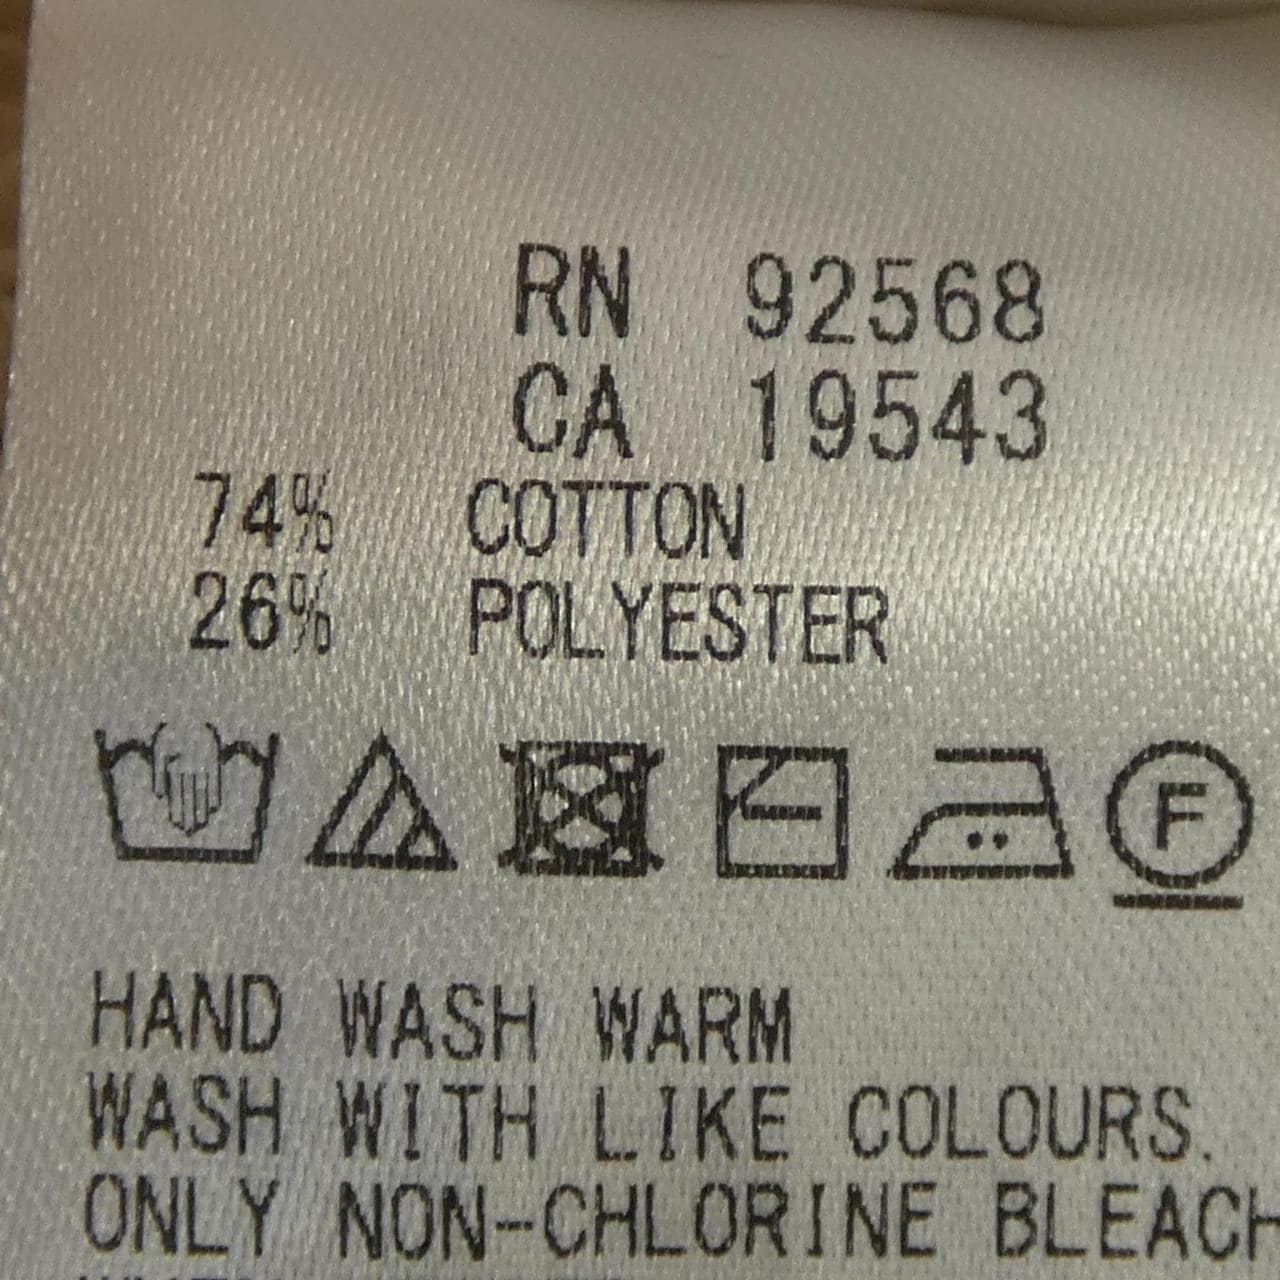 RN 92568
CA 19543
74% COTTON
26% POLYESTER
F
HAND WASH WARM
WASH WITH LIKE COLOURS.
ONLY NON-CHLORINE BLEACH